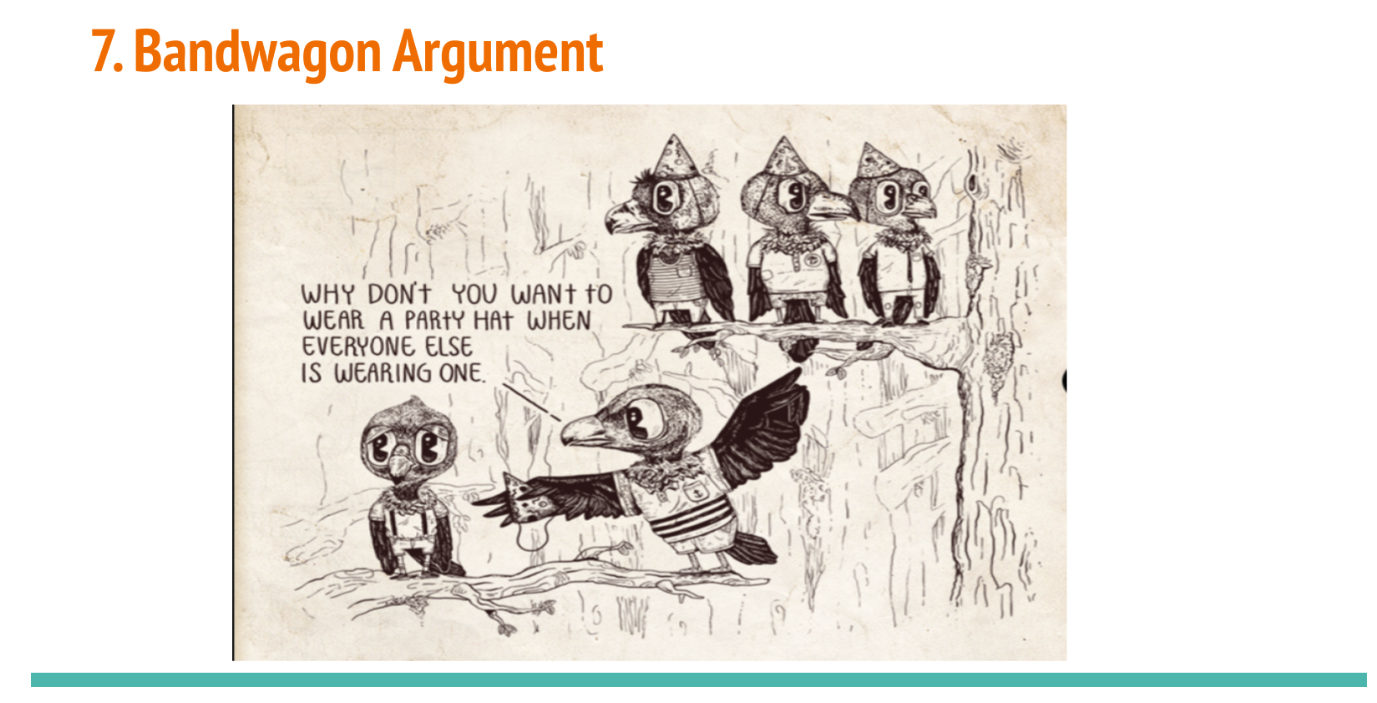 7. Bandwagon Argument
WHY DON'T YOU WANT TO
WEAR A PARTY HAT WHEN
EVERYONE ELSE
IS WEARING ONE.